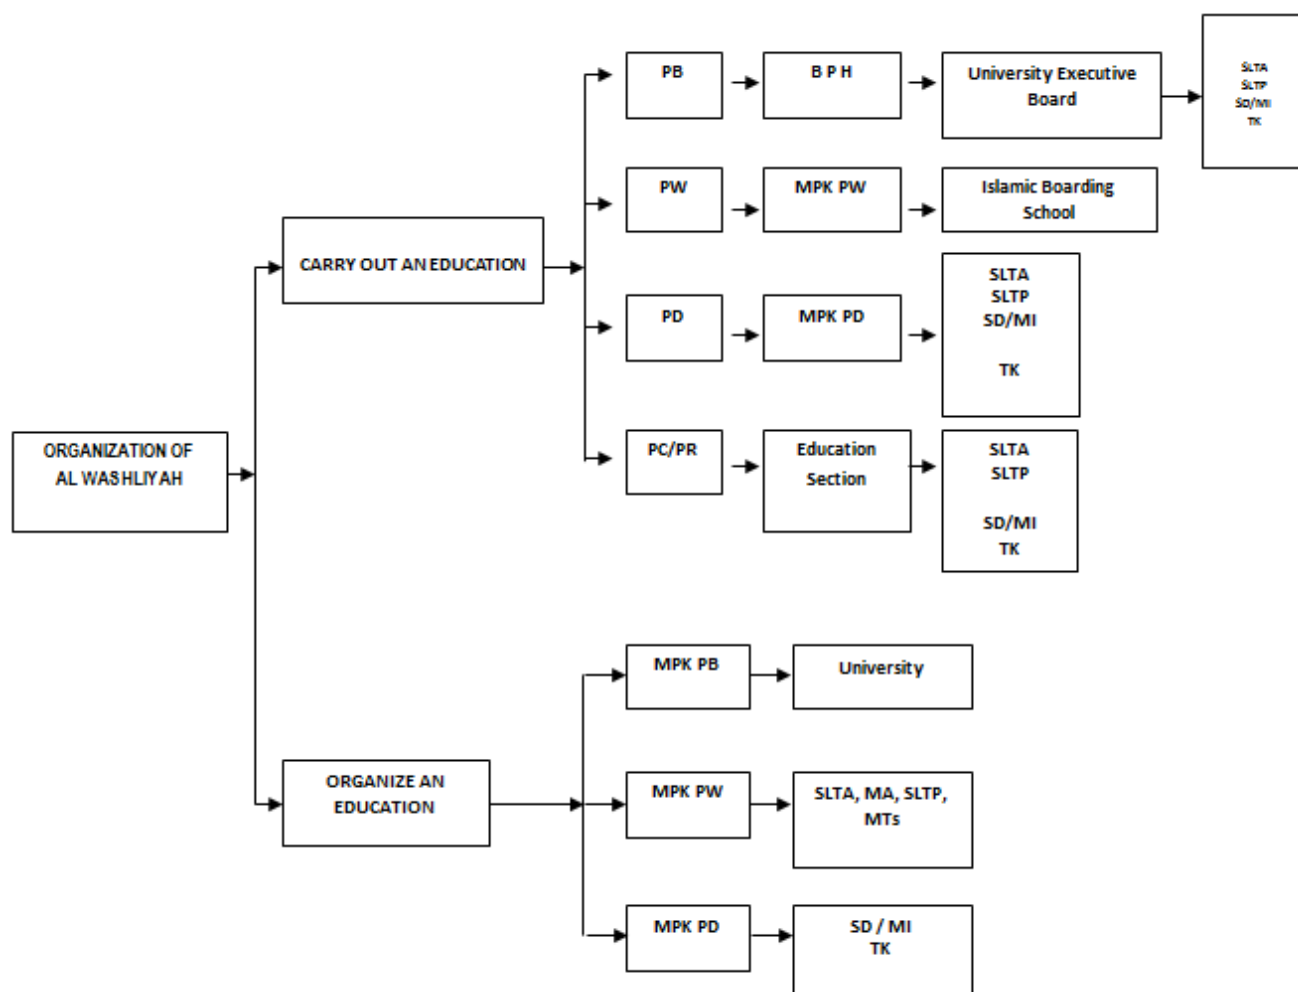 PB
B P H
University Executive
Board
SLTA
SLTP
SD/MI
TK
PW
MPK PW
Islamic Boarding
School
CARRY OUT AN EDUCATION
PD
MPK PD
SLTA
SLTP
SD/MI
TK
PC/PR
Education
Section
SLTA
SLTP
SD/MI
TK
ORGANIZATION OF
AL WASHLIYAH
MPK PB
University
ORGANIZE AN
EDUCATION
MPK PW
SLTA, MA, SLTP,
MTs
MPK PD
SD / MI
TK